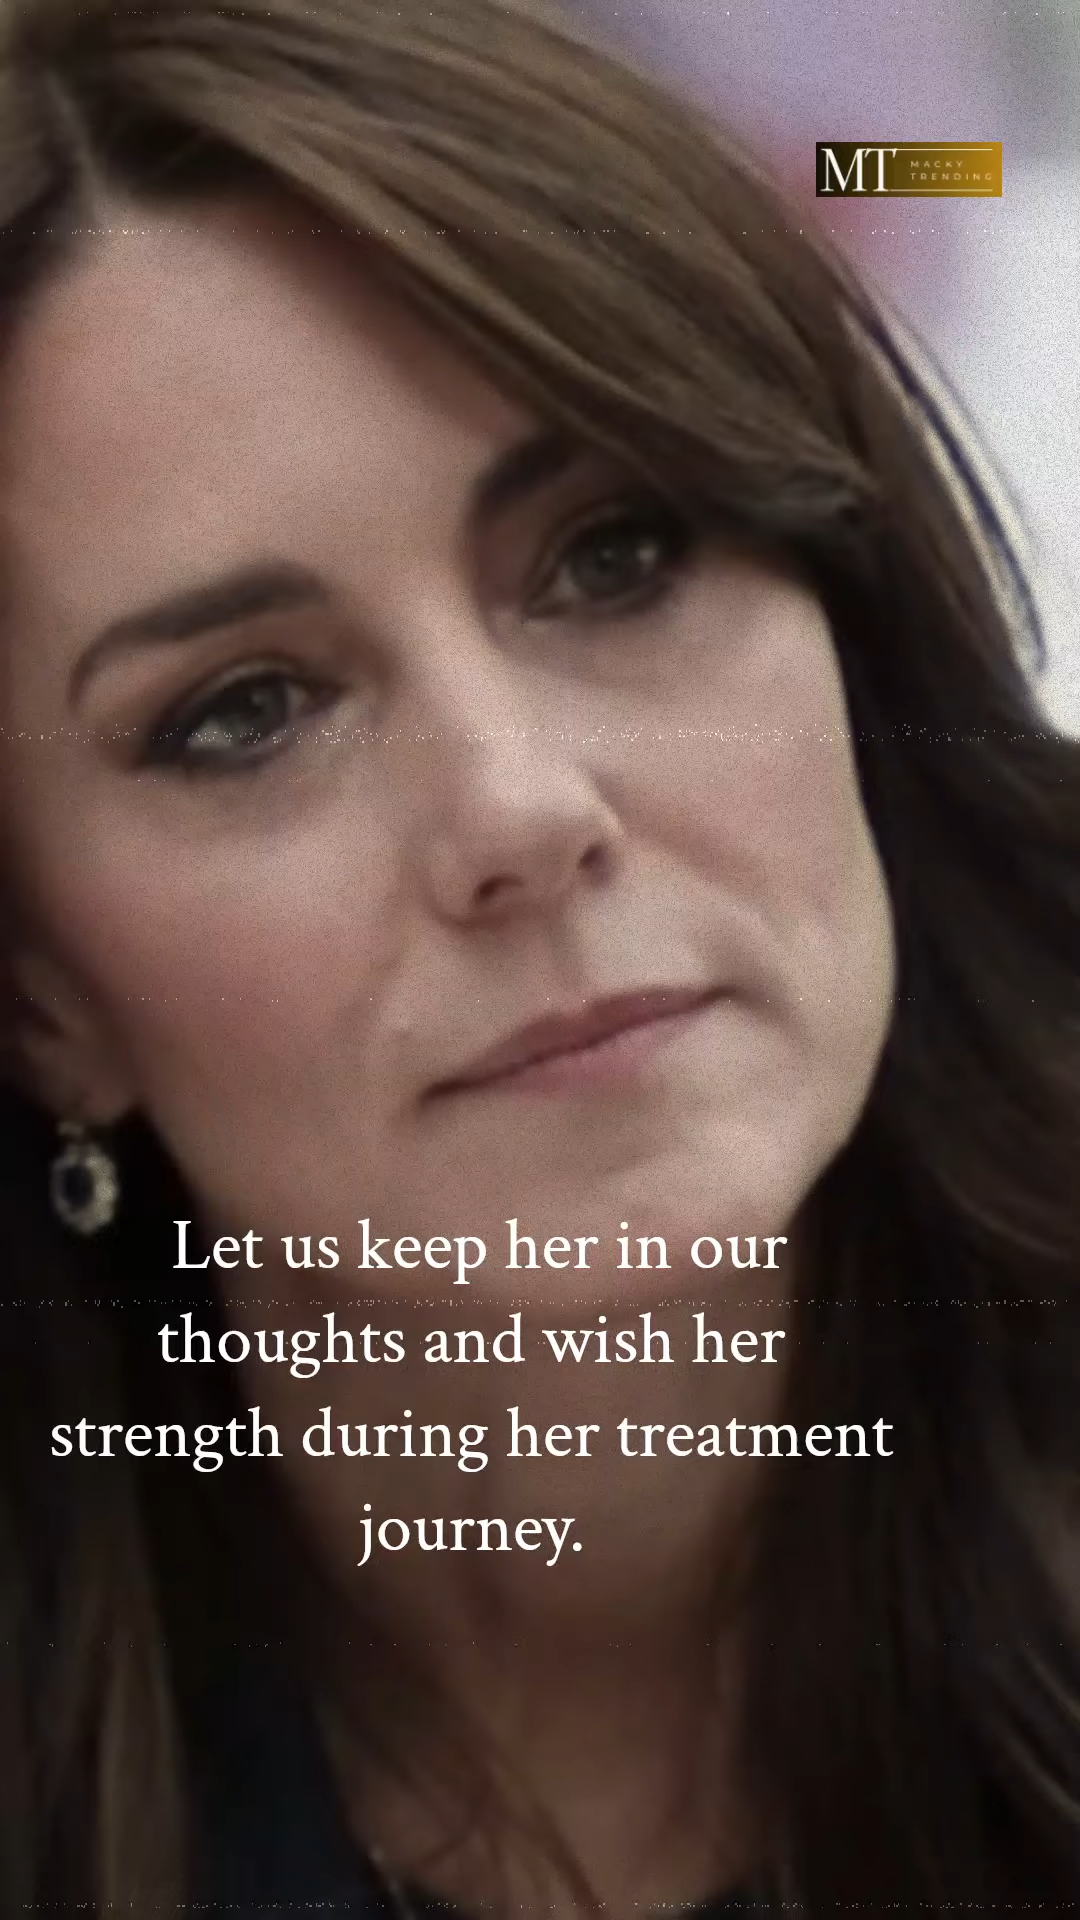 MT
MACKY
TRENDING
Let us keep her in our
thoughts and wish her
strength during her treatment
journey.